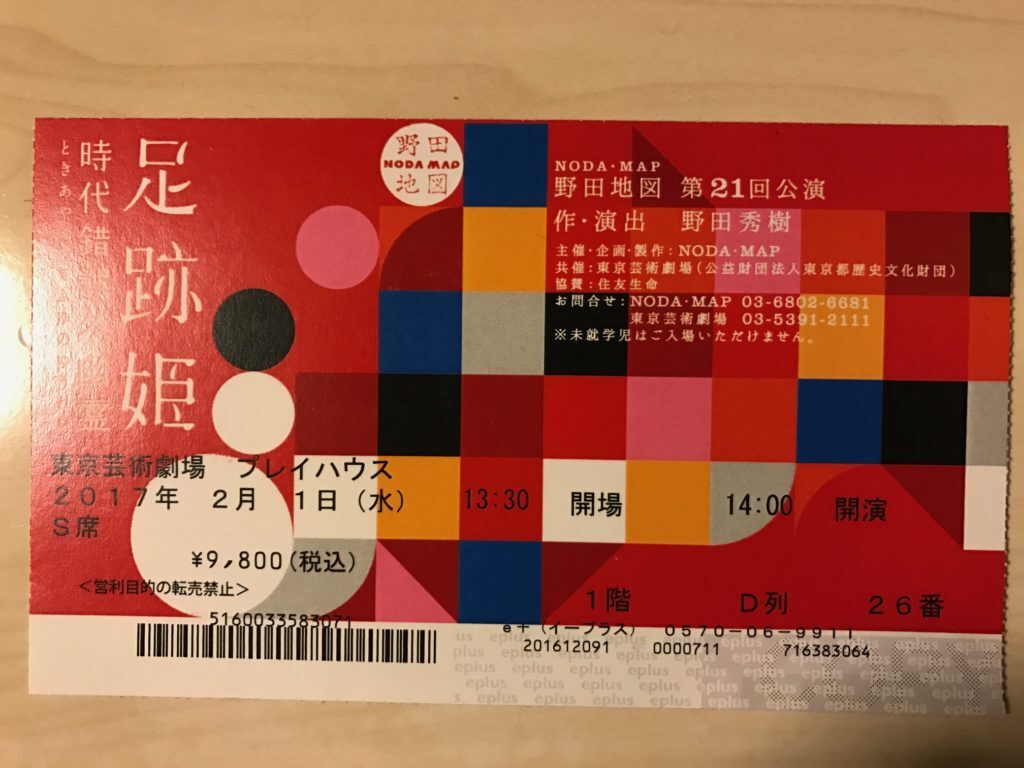 足跡姫
時代錯
ときあ
野田
NODA MAP
地図
NODA・MAP
野田地図 第21回公演
作・演出 野田秀樹
主催・企画・製作：NODA・MAP
共催：東京芸術劇場（公益財団法人東京都歴史文化財団）
協賛：住友生命
お問合せ：NODA・MAP 03-6802-6681
東京芸術劇場 03-5391-2111
※未就学児はご入場いただけません。
東京芸術劇場 プレイハウス
2017年 2月 1日（水） 13:30 開場 14:00 開演
S席
¥9,800(税込)
＜営利目的の転売禁止＞
1階 D列 26番
5160033583071
e+（イープラス） 0570-06-9911
201612091 0000711 716383064
eplus eplus eplus eplus